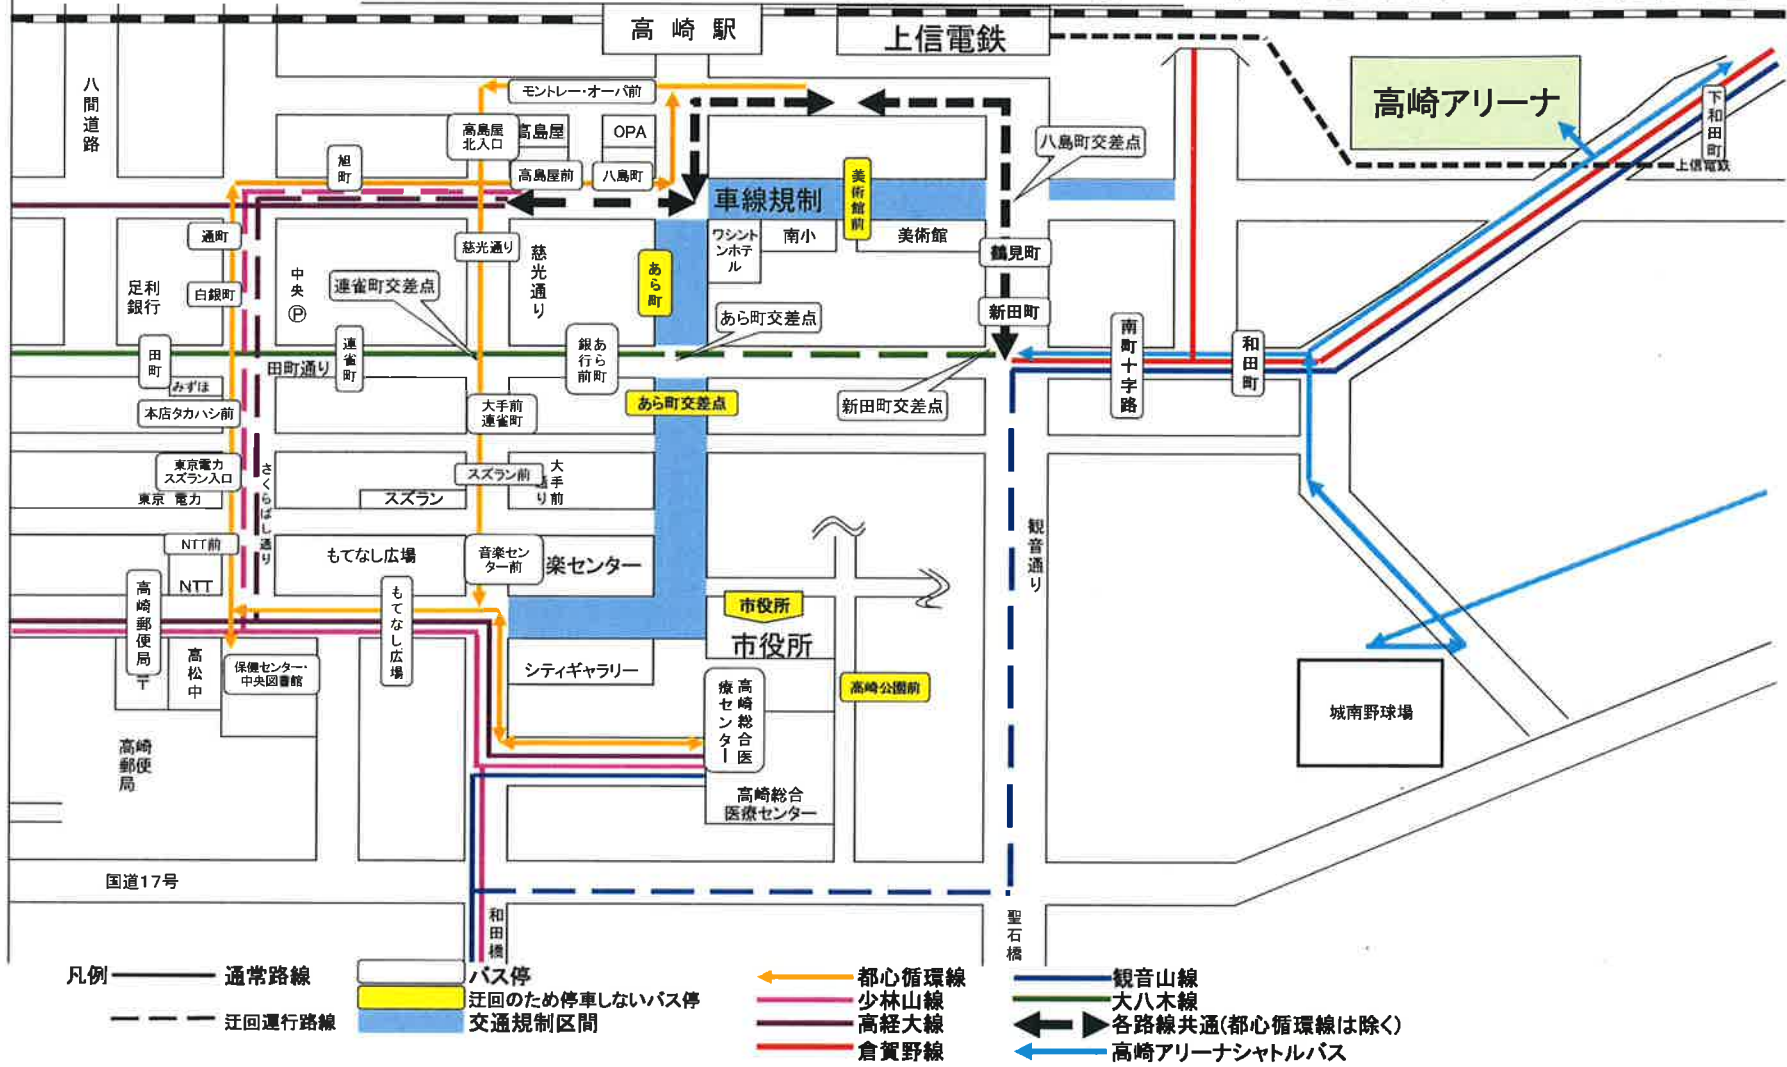 高崎駅
上信電鉄
八間道路
モントレー・オーパ前
高崎アリーナ
下和田町
上信電鉄
高島屋
北入口
高島屋
OPA
八島町交差点
旭町
高島屋前
八島町
車線規制
美術館前
通町
慈光通り
慈光通り
あら町
ワシント
ンホテ
ル
南小
美術館
鶴見町
足利
銀行
白銀町
中央
Ⓟ
連雀町交差点
あら町交差点
新田町
田町
連雀町
田町通り
あら町
銀行前
南町十字路
和田町
みずほ
本店タカハシ前
大手前
連雀町
あら町交差点
新田町交差点
東京電力
スズラン入口
東京 電力
さくらばし通り
スズラン
スズラン前
大手前
通り
観音通り
NTT前
NTT
もてなし広場
音楽セン
ター前
楽センター
高崎郵便局
〒
高松中
もてなし広場
市役所
市役所
保健センター・
中央図書館
シティギャラリー
高崎総合医
療センター
高崎公園前
城南野球場
高崎
郵便
局
高崎総合
医療センター
国道17号
和田橋
聖石橋
凡例
通常路線
迂回運行路線
バス停
迂回のため停車しないバス停
交通規制区間
都心循環線
少林山線
高経大線
倉賀野線
観音山線
大八木線
各路線共通(都心循環線は除く)
高崎アリーナシャトルバス